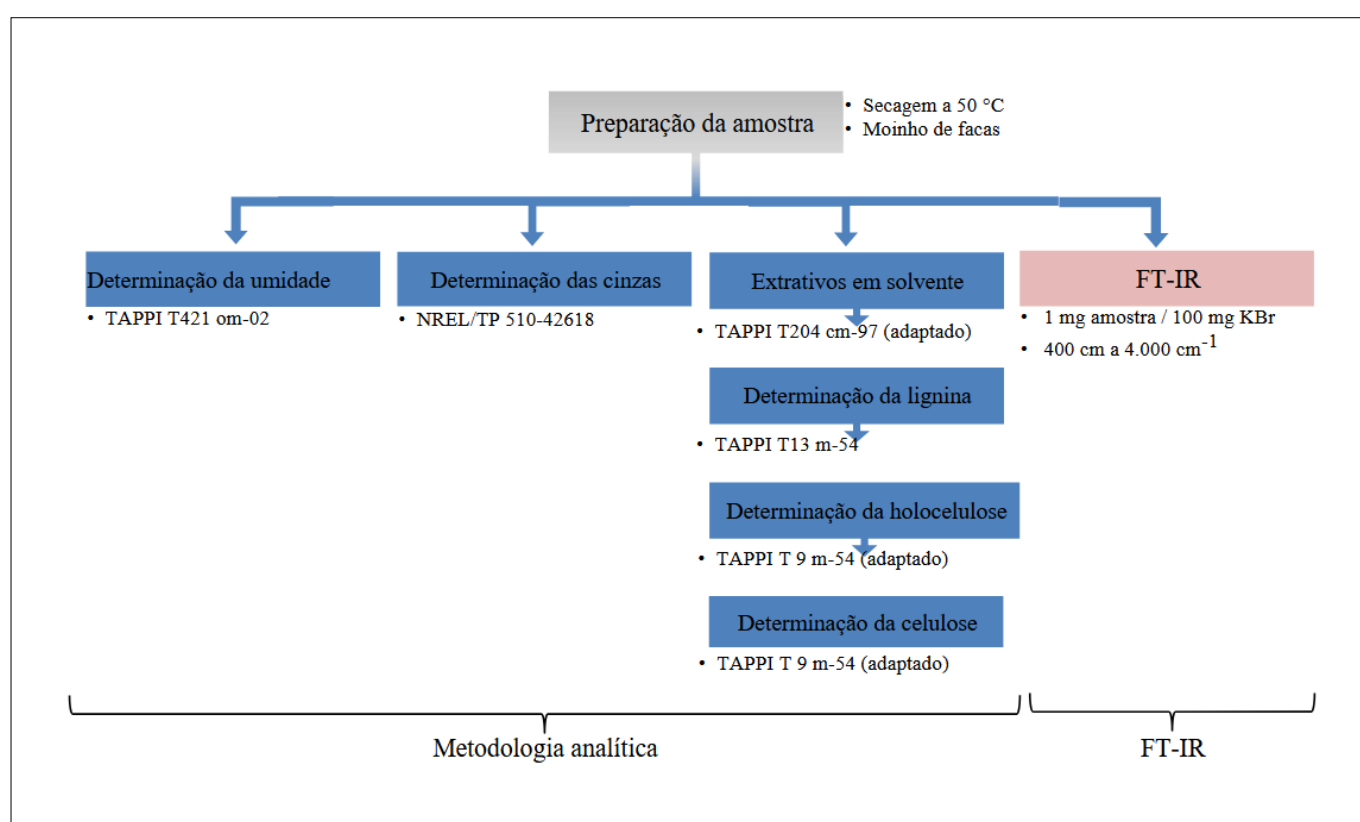 Preparação da amostra
• Secagem a 50 °C
• Moinho de facas
Determinação da umidade
• TAPPI T421 om-02
Determinação das cinzas
• NREL/TP 510-42618
Extrativos em solvente
• TAPPI T204 cm-97 (adaptado)
Determinação da lignina
• TAPPI T13 m-54
Determinação da holocelulose
• TAPPI T 9 m-54 (adaptado)
Determinação da celulose
• TAPPI T 9 m-54 (adaptado)
FT-IR
• 1 mg amostra / 100 mg KBr
• 400 cm a 4.000 cm⁻¹
Metodologia analítica
FT-IR